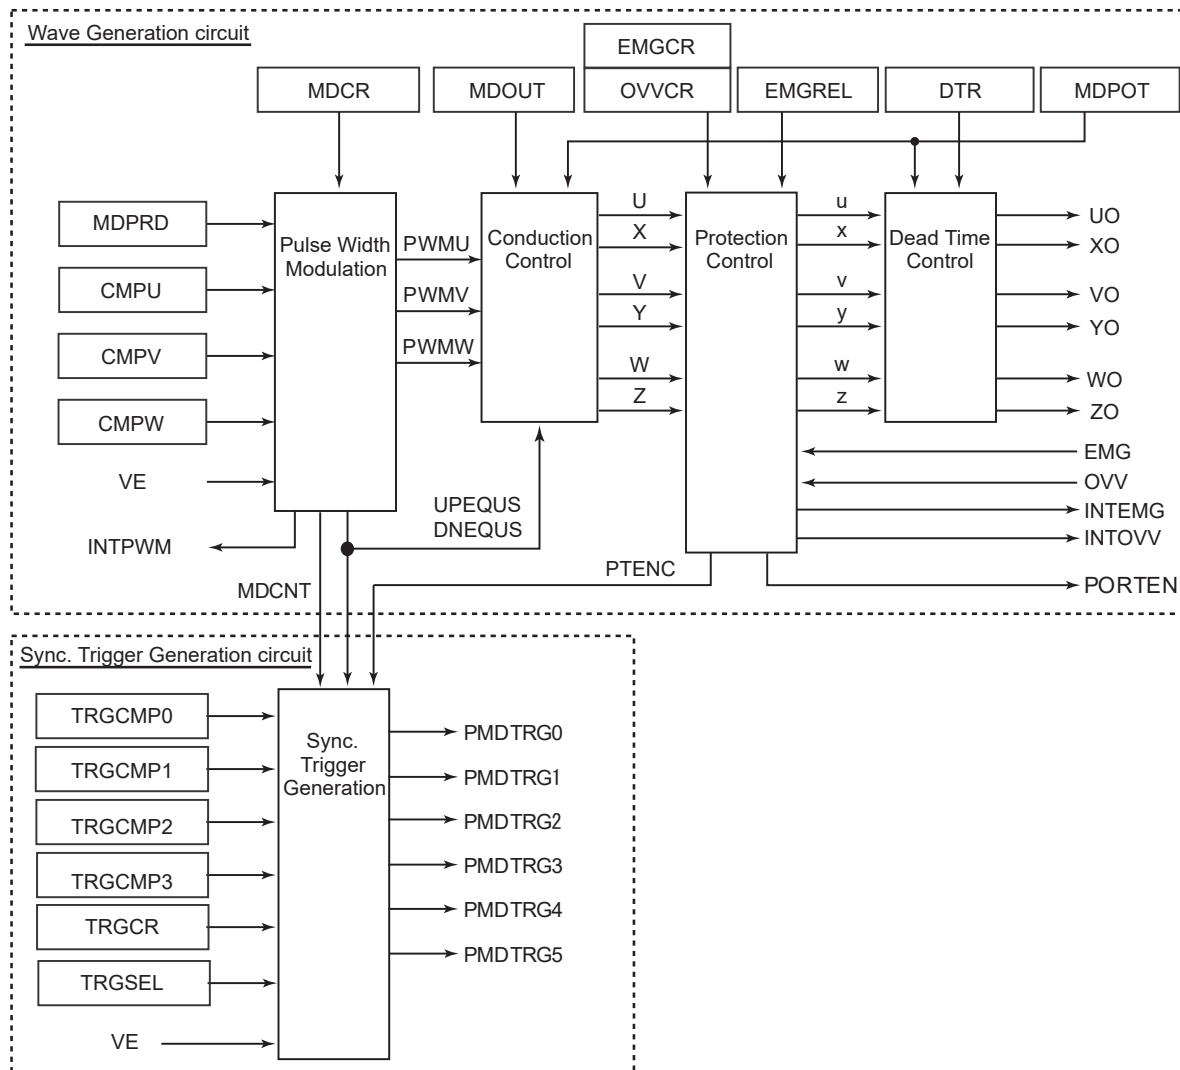 Wave Generation circuit
EMGCR
MDCR
MDOUT
OVVCR
EMGREL
DTR
MDPOT
MDPRD
CMPU
CMPV
CMPW
VE
INTPWM
Pulse Width
Modulation
PWMU
PWMV
PWMW
Conduction
Control
UPEQUS
DNEQUS
MDCNT
U
X
V
Y
W
Z
Protection
Control
PTENC
u
x
v
y
w
z
Dead Time
Control
UO
XO
VO
YO
WO
ZO
EMG
OVV
INTEMG
INTOVV
PORTEN
Sync. Trigger Generation circuit
TRGCMP0
TRGCMP1
TRGCMP2
TRGCMP3
TRGCR
TRGSEL
VE
Sync.
Trigger
Generation
PMDTRG0
PMDTRG1
PMDTRG2
PMDTRG3
PMDTRG4
PMDTRG5